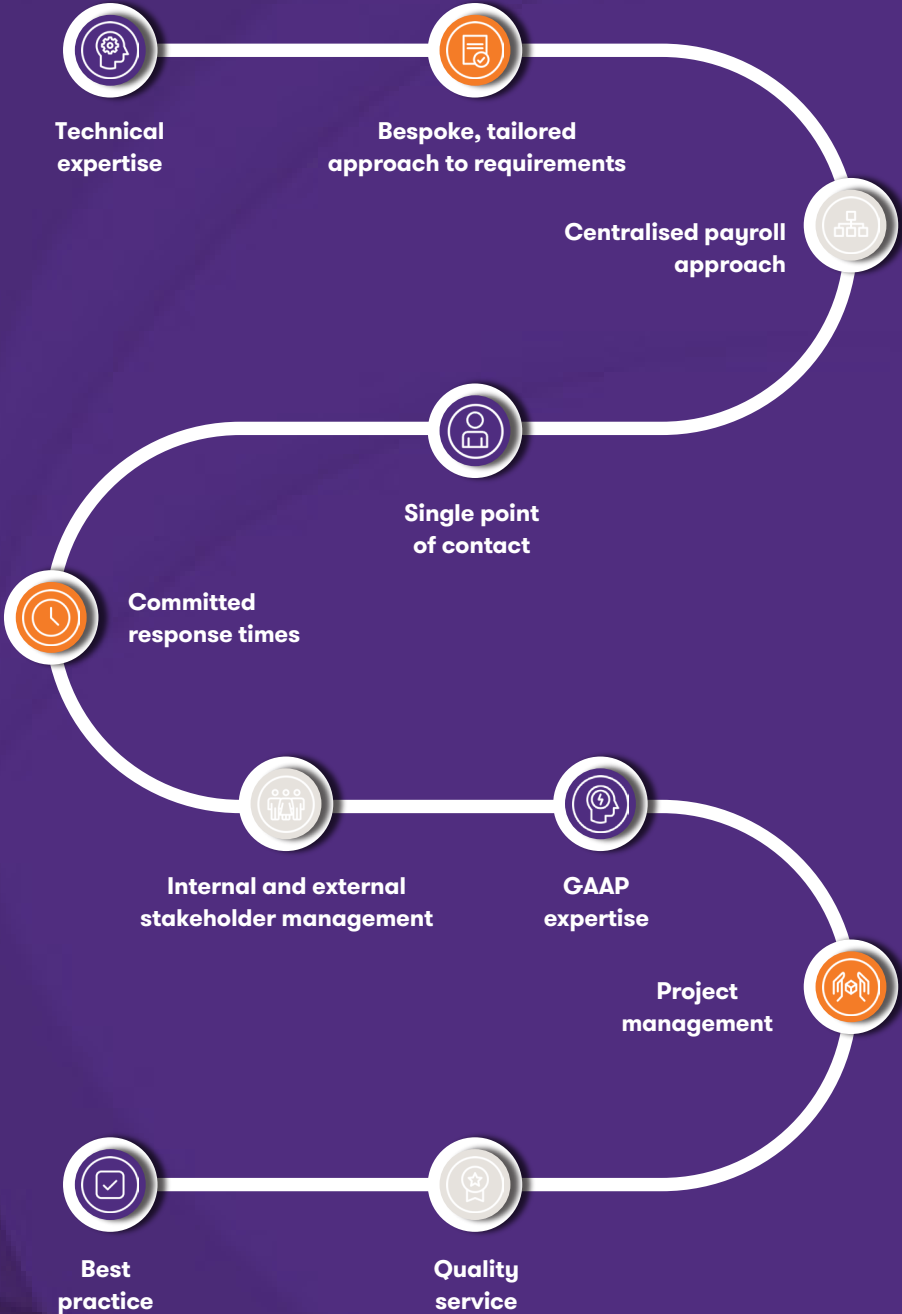 Technical
expertise
Bespoke, tailored
approach to requirements
Centralised payroll
approach
Single point
of contact
Committed
response times
Internal and external
stakeholder management
GAAP
expertise
Project
management
Best
practice
Quality
service